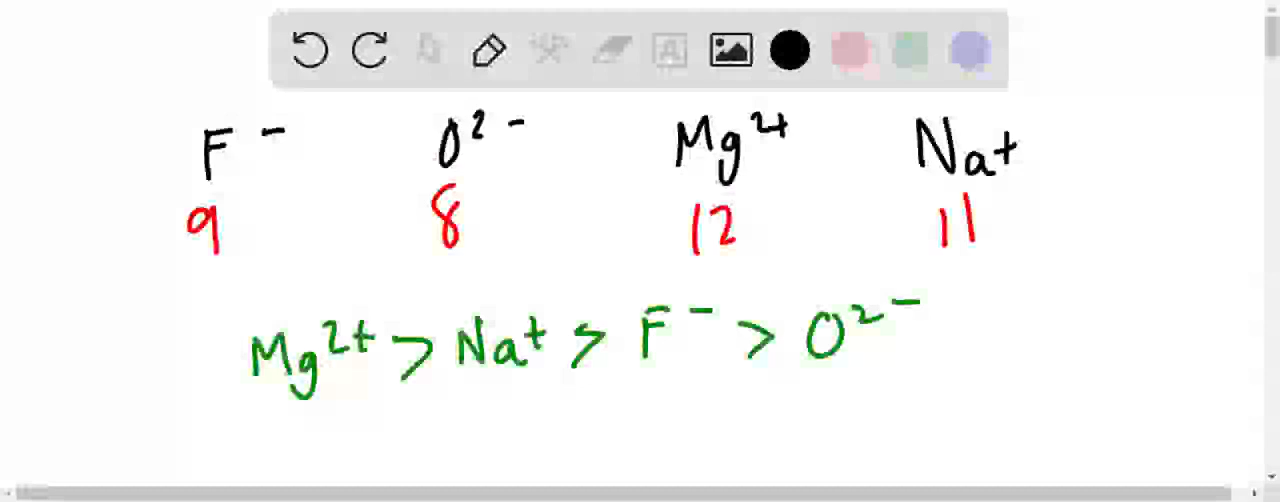 F⁻ O²⁻ Mg²⁺ Na⁺
9 8 12 11
Mg²⁺ > Na⁺ > F⁻ > O²⁻